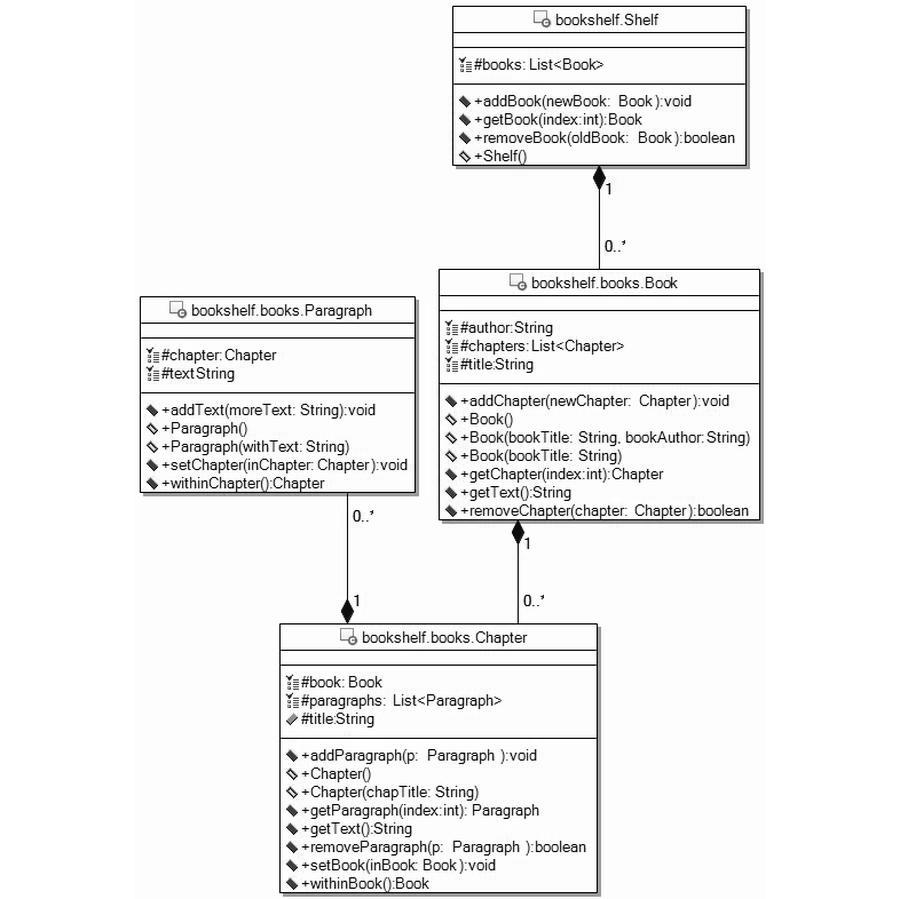 bookshelf.Shelf
#books: List<Book>
+addBook(newBook: Book):void
+getBook(index:int):Book
+removeBook(oldBook: Book):boolean
+Shelf()
1
0..*
bookshelf.books.Book
#author:String
#chapters: List<Chapter>
#title:String
+addChapter(newChapter: Chapter):void
+Book()
+Book(bookTitle: String, bookAuthor: String)
+Book(bookTitle: String)
+getChapter(index:int):Chapter
+getText():String
+removeChapter(chapter: Chapter):boolean
bookshelf.books.Paragraph
#chapter: Chapter
#textString
+addText(moreText: String):void
+Paragraph()
+Paragraph(withText: String)
+setChapter(inChapter: Chapter):void
+withinChapter():Chapter
0..*
1
1
0..*
bookshelf.books.Chapter
#book: Book
#paragraphs: List<Paragraph>
#title:String
+addParagraph(p: Paragraph ):void
+Chapter()
+Chapter(chapTitle: String)
+getParagraph(index:int): Paragraph
+getText():String
+removeParagraph(p: Paragraph ):boolean
+setBook(inBook: Book):void
+withinBook():Book